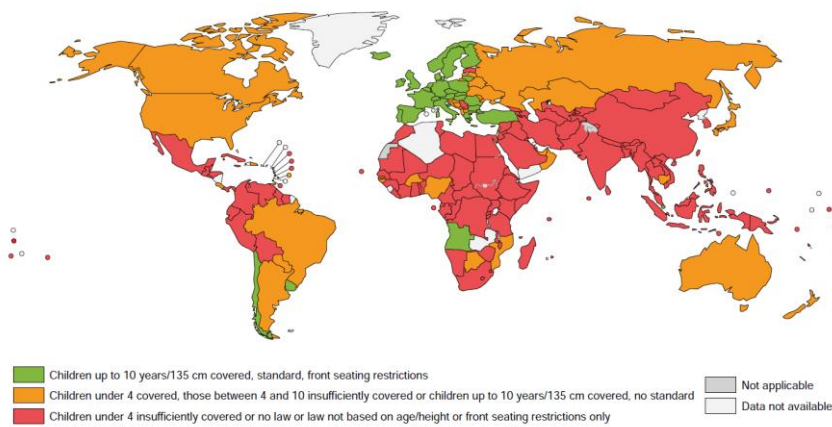 Children up to 10 years/135 cm covered, standard, front seating restrictions
Children under 4 covered, those between 4 and 10 insufficiently covered or children up to 10 years/135 cm covered, no standard
Children under 4 insufficiently covered or no law or law not based on age/height or front seating restrictions only
Not applicable
Data not available